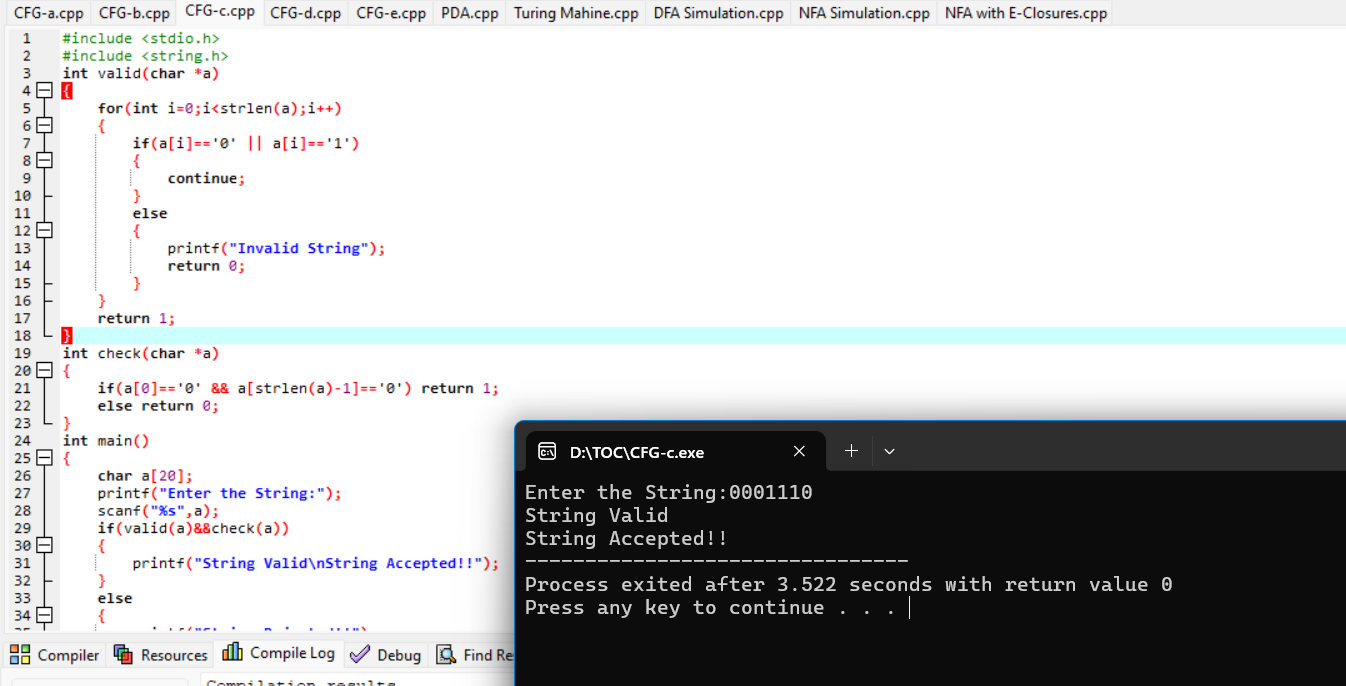 CFG-a.cpp CFG-b.cpp CFG-c.cpp CFG-d.cpp CFG-e.cpp PDA.cpp Turing Mahine.cpp DFA Simulation.cpp NFA Simulation.cpp NFA with E-Closures.cpp
1 #include <stdio.h>
2 #include <string.h>
3 int valid(char *a)
4 {
5 for(int i=0;i<strlen(a);i++)
6 {
7 if(a[i]=='0' || a[i]=='1')
8 {
9 continue;
10 }
11 else
12 {
13 printf("Invalid String");
14 return 0;
15 }
16 }
17 return 1;
18 }
19 int check(char *a)
20 {
21 if(a[0]=='0' && a[strlen(a)-1]=='0') return 1;
22 else return 0;
23 }
24 int main()
25 {
26 char a[20];
27 printf("Enter the String:");
28 scanf("%s",a);
29 if(valid(a)&&check(a))
30 {
31 printf("String Valid\nString Accepted!!");
32 }
33 else
34 {
D:\TOC\CFG-c.exe
Enter the String:0001110
String Valid
String Accepted!!
--------------------------------
Process exited after 3.522 seconds with return value 0
Press any key to continue . . .
Compiler Resources Compile Log Debug Find Re
Compilation results